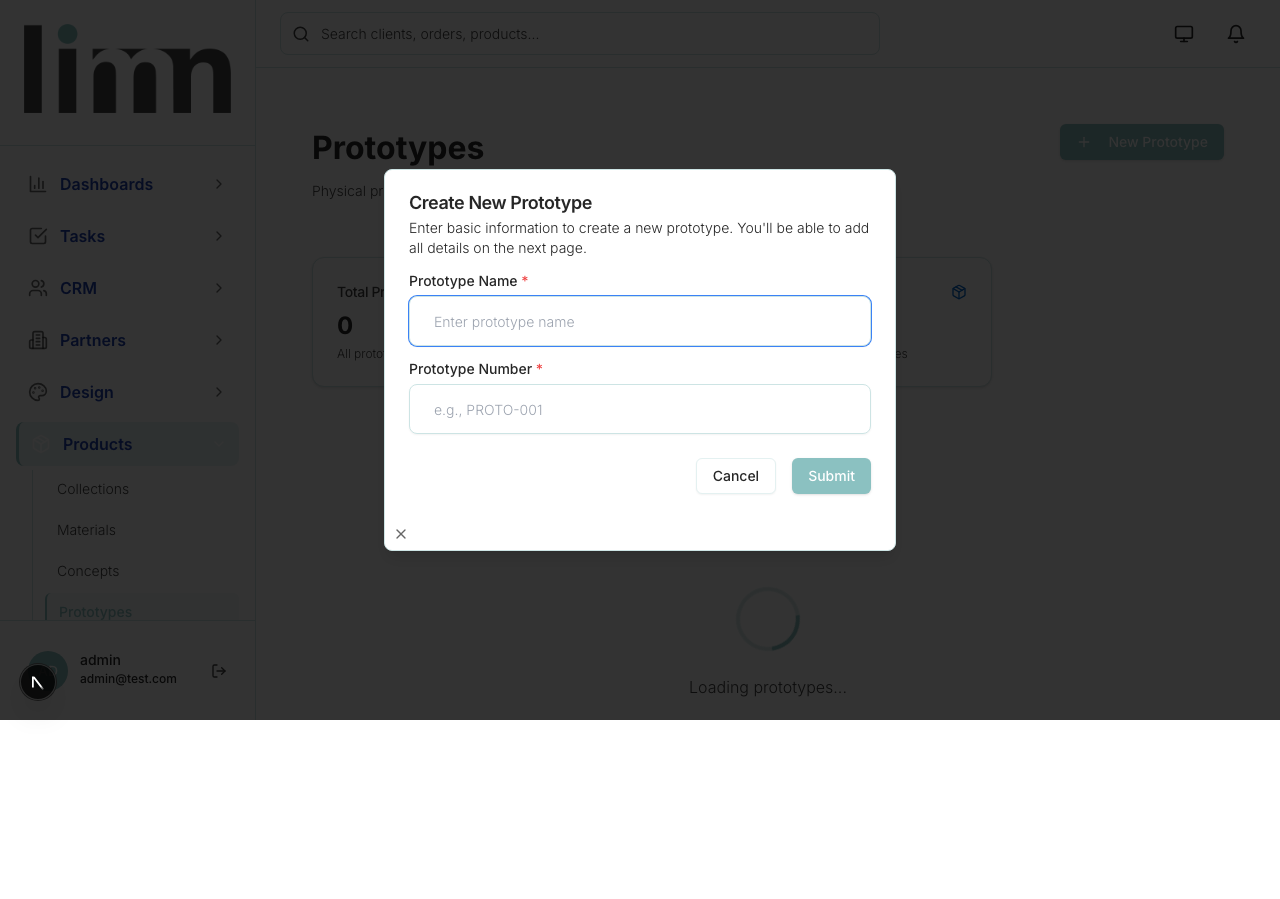 limn
Search clients, orders, products...
Dashboards
Tasks
CRM
Partners
Design
Products
Collections
Materials
Concepts
Prototypes
admin
admin@test.com
Prototypes
New Prototype
Physical pr
Total Pr
0
All proto
es
Create New Prototype
Enter basic information to create a new prototype. You'll be able to add
all details on the next page.
Prototype Name *
Enter prototype name
Prototype Number *
e.g., PROTO-001
Cancel
Submit
Loading prototypes...